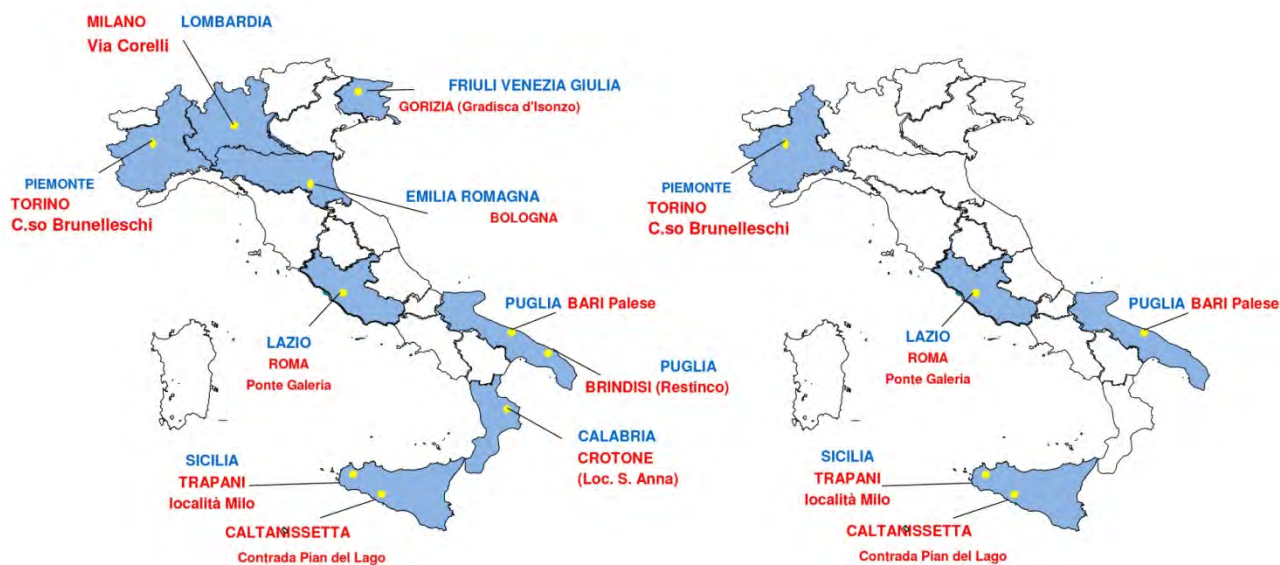 MILANO LOMBARDIA
Via Corelli
FRIULI VENEZIA GIULIA
GORIZIA (Gradisca d'Isonzo)
PIEMONTE
TORINO
C.so Brunelleschi
EMILIA ROMAGNA
BOLOGNA
PUGLIA BARI Palese
LAZIO
ROMA
Ponte Galeria
PUGLIA
BRINDISI (Restinco)
CALABRIA
CROTONE
(Loc. S. Anna)
SICILIA
TRAPANI
località Milo
CALTANISSETTA
Contrada Pian del Lago
PIEMONTE
TORINO
C.so Brunelleschi
PUGLIA BARI Palese
LAZIO
ROMA
Ponte Galeria
SICILIA
TRAPANI
località Milo
CALTANISSETTA
Contrada Pian del Lago